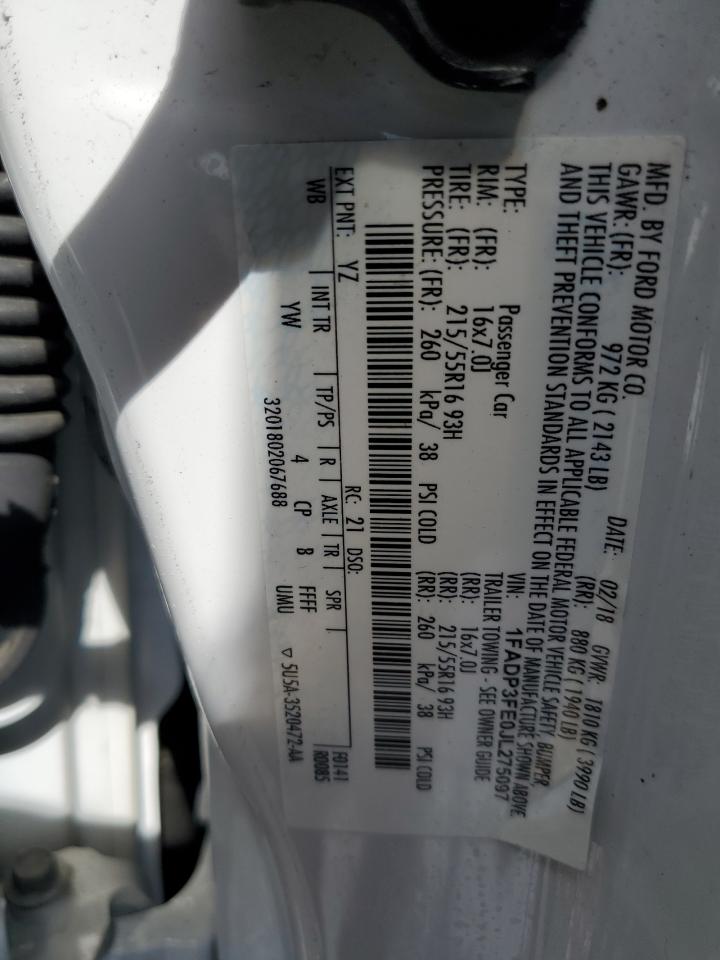 MFD. BY FORD MOTOR CO.
DATE: 02/18 GVWR: 1810 KG ( 3990 LB)
GAWR: (FR): 972 KG ( 2143 LB) (RR): 880 KG ( 1940 LB)
THIS VEHICLE CONFORMS TO ALL APPLICABLE FEDERAL MOTOR VEHICLE SAFETY, BUMPER,
AND THEFT PREVENTION STANDARDS IN EFFECT ON THE DATE OF MANUFACTURE SHOWN ABOVE.
VIN: 1FADP3FE0JL275097
TYPE: Passenger Car TRAILER TOWING - SEE OWNER GUIDE
RIM: (FR): 16x7.0J (RR): 16x7.0J
TIRE: (FR): 215/55R16 93H (RR): 215/55R16 93H
PRESSURE: (FR): 260 kPa/ 38 PSI COLD (RR): 260 kPa/ 38 PSI COLD
EXT PNT: YZ RC: 21 DSO: F0141
WB INT TR TP/PS R AXLE TR SPR R0085
YW 4 CP B FFFF
UMU
3201802067688 ▽ 5U5A-3520472-AA